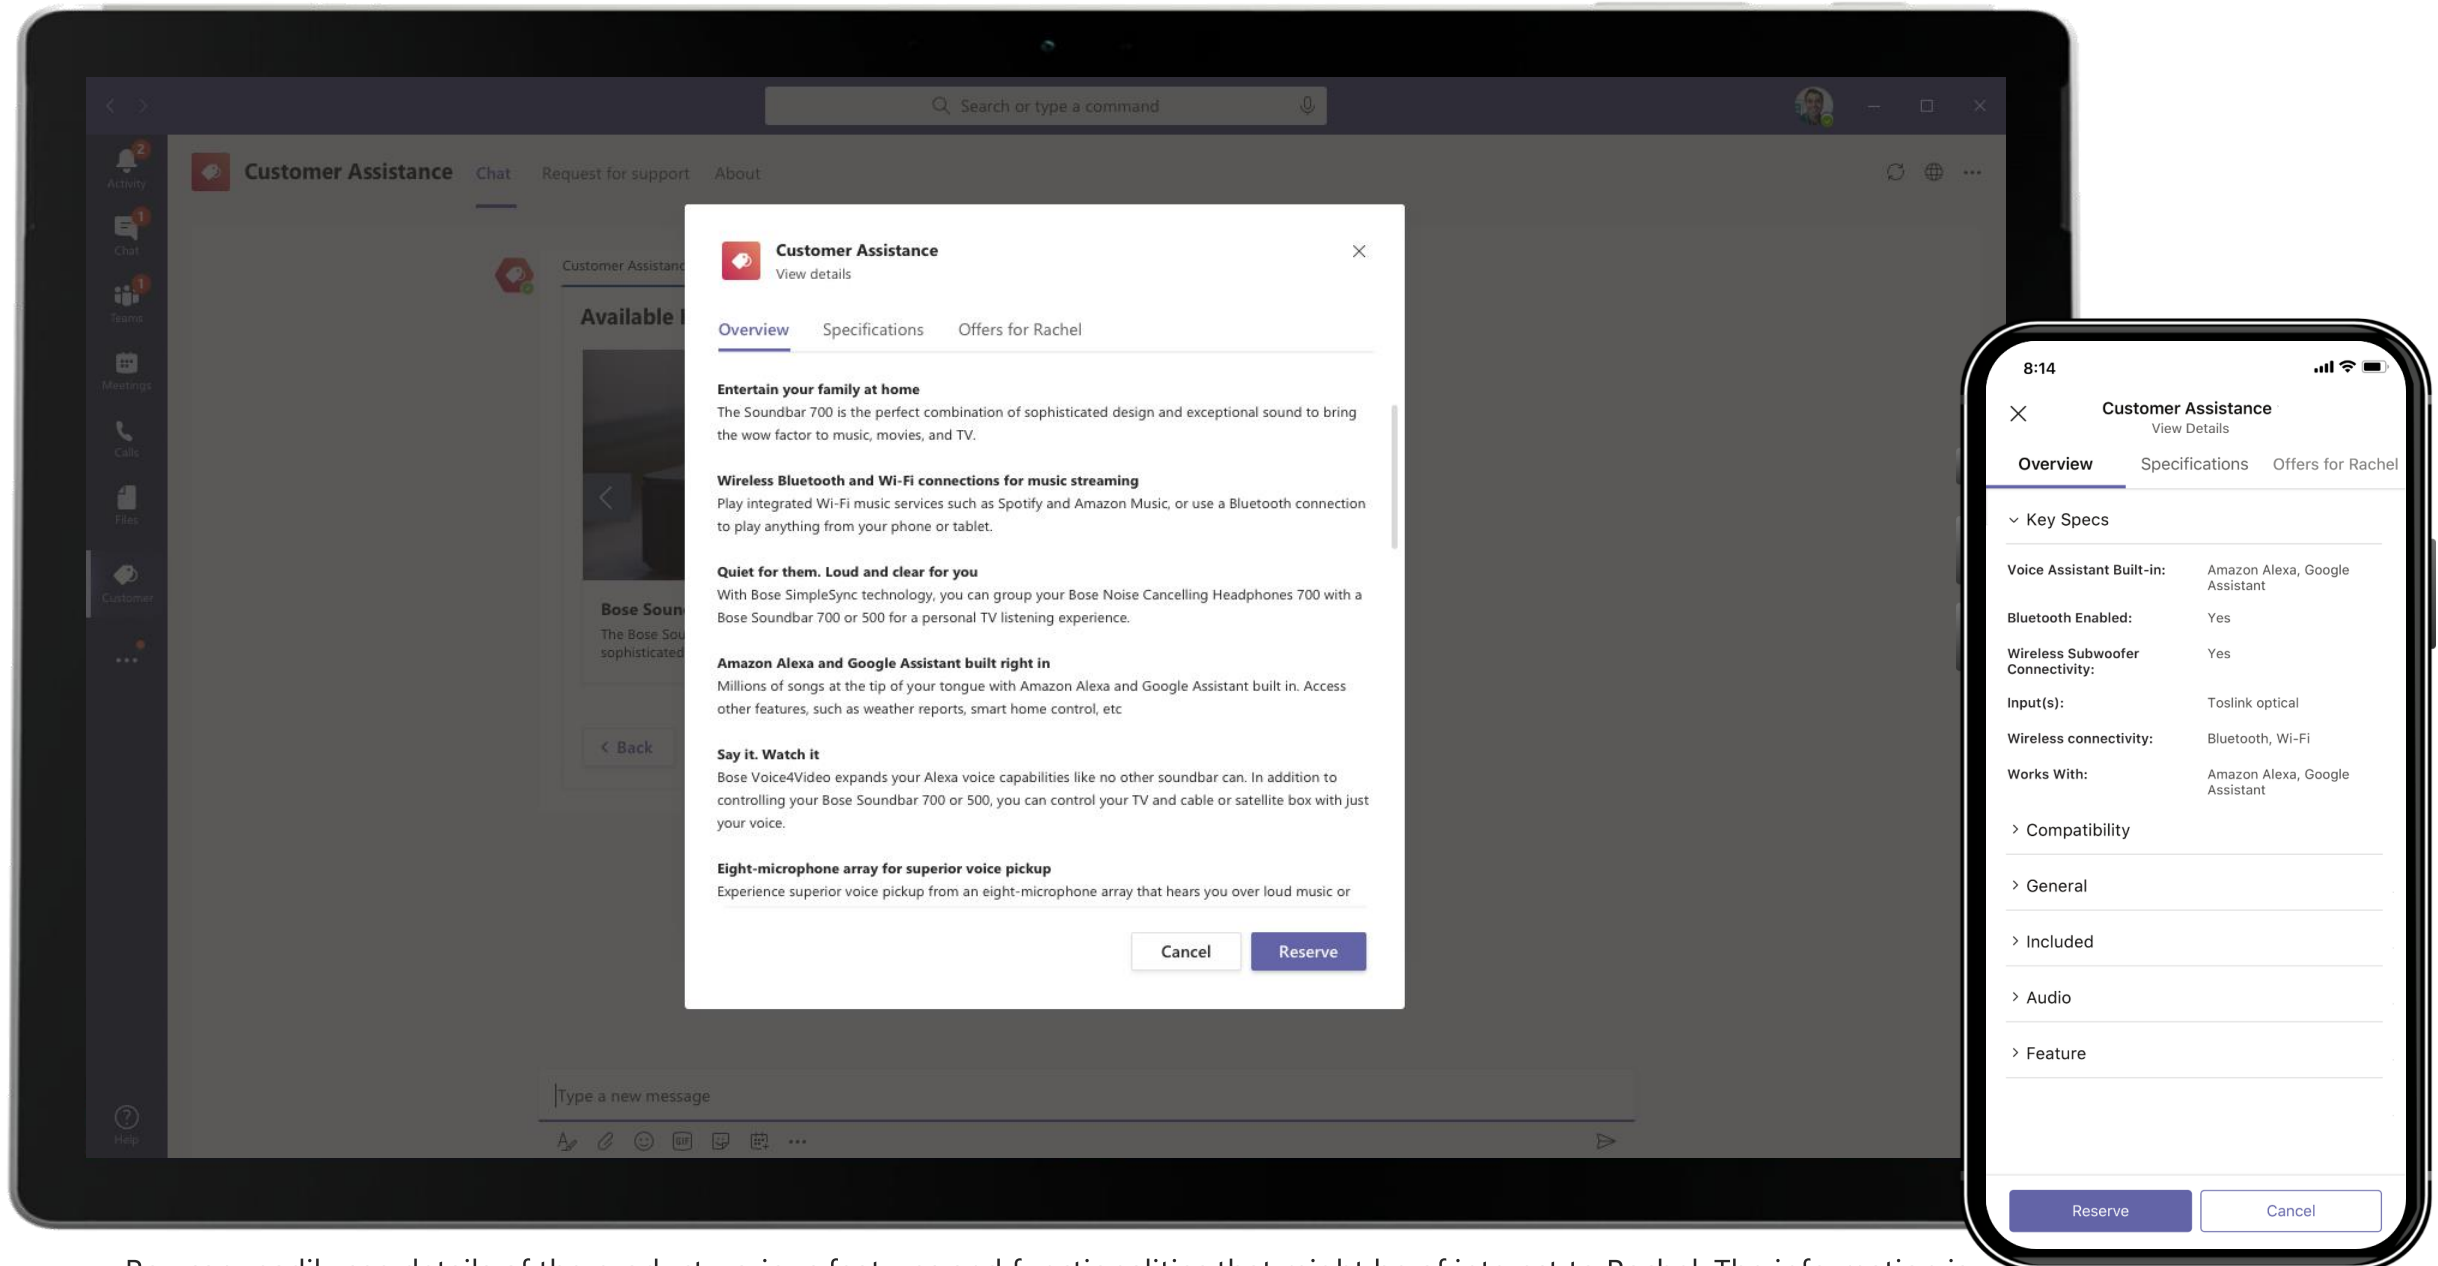 Search or type a command
2
Activity
1
Chat
1
Teams
Meetings
Calls
Files
Customer
Help
Customer Assistance
Chat
Request for support
About
Customer Assistanc
Available
Bose Soun
The Bose Sou
sophisticated
Back
Type a new message
GIF
Customer Assistance
View details
Overview
Specifications
Offers for Rachel
Entertain your family at home
The Soundbar 700 is the perfect combination of sophisticated design and exceptional sound to bring
the wow factor to music, movies, and TV.
Wireless Bluetooth and Wi-Fi connections for music streaming
Play integrated Wi-Fi music services such as Spotify and Amazon Music, or use a Bluetooth connection
to play anything from your phone or tablet.
Quiet for them. Loud and clear for you
With Bose SimpleSync technology, you can group your Bose Noise Cancelling Headphones 700 with a
Bose Soundbar 700 or 500 for a personal TV listening experience.
Amazon Alexa and Google Assistant built right in
Millions of songs at the tip of your tongue with Amazon Alexa and Google Assistant built in. Access
other features, such as weather reports, smart home control, etc
Say it. Watch it
Bose Voice4Video expands your Alexa voice capabilities like no other soundbar can. In addition to
controlling your Bose Soundbar 700 or 500, you can control your TV and cable or satellite box with just
your voice.
Eight-microphone array for superior voice pickup
Experience superior voice pickup from an eight-microphone array that hears you over loud music or
Cancel
Reserve
8:14
Customer Assistance
View Details
Overview
Specifications
Offers for Rachel
Key Specs
Voice Assistant Built-in:
Amazon Alexa, Google
Assistant
Bluetooth Enabled:
Yes
Wireless Subwoofer
Connectivity:
Yes
Input(s):
Toslink optical
Wireless connectivity:
Bluetooth, Wi-Fi
Works With:
Amazon Alexa, Google
Assistant
Compatibility
General
Included
Audio
Feature
Reserve
Cancel